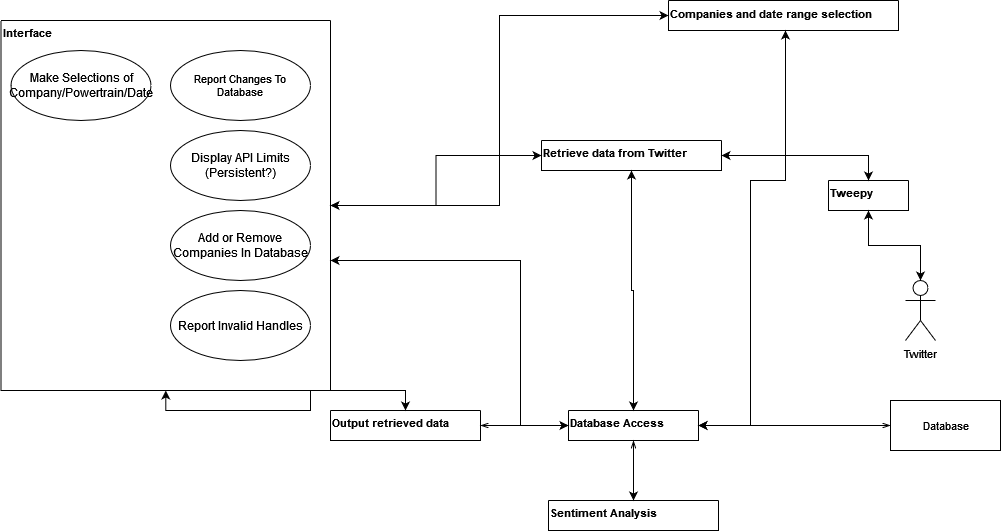 Companies and date range selection
Interface
Make Selections of
Company/Powertrain/Date
Report Changes To
Database
Display API Limits
(Persistent?)
Retrieve data from Twitter
Tweepy
Add or Remove
Companies In Database
Report Invalid Handles
Twitter
Output retrieved data
Database Access
Database
Sentiment Analysis